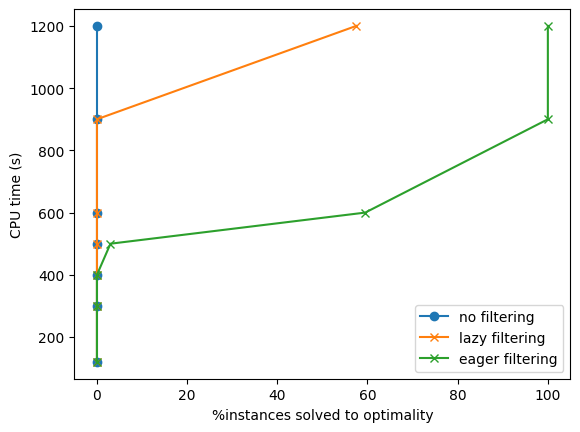 1200
1000
800
600
400
200
CPU time (s)
0
20
40
60
80
100
%instances solved to optimality
no filtering
lazy filtering
eager filtering